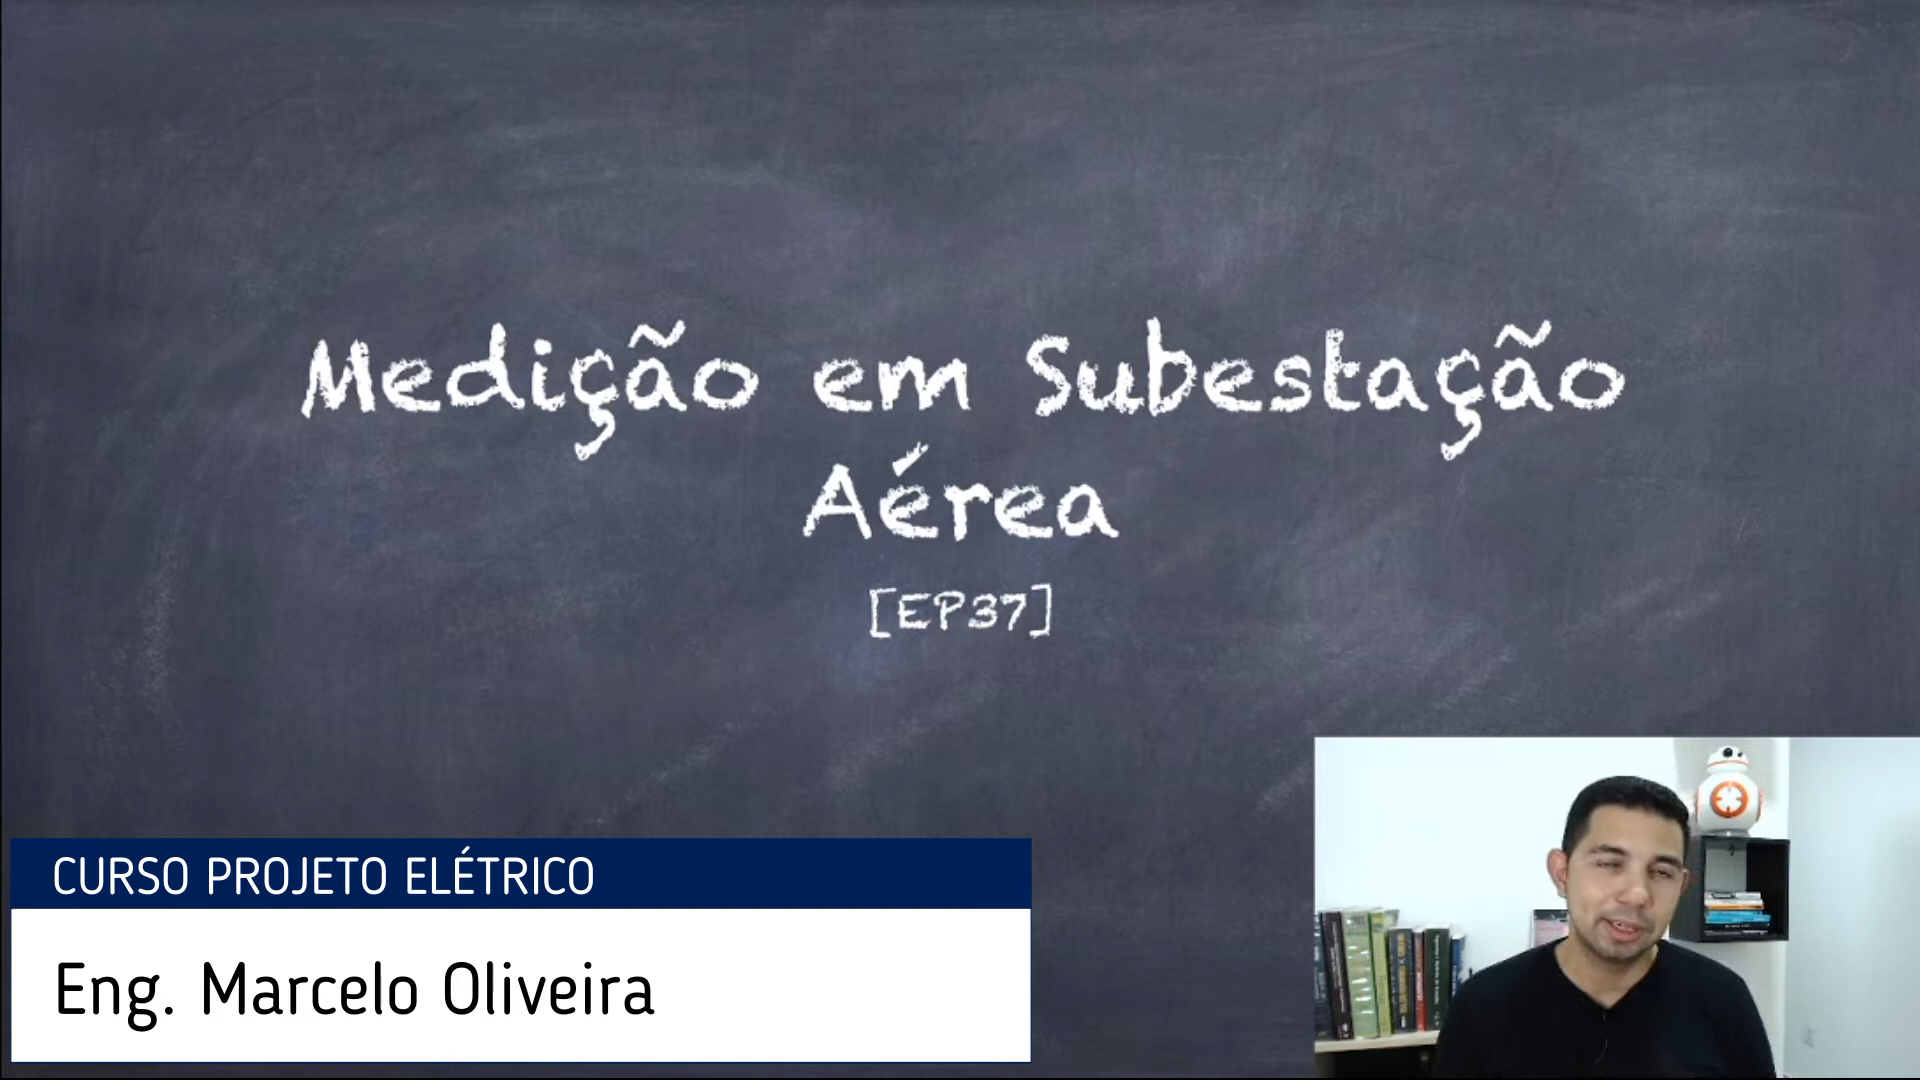 Medição em Subestação
Aérea
[EP37]
CURSO PROJETO ELÉTRICO
Eng. Marcelo Oliveira